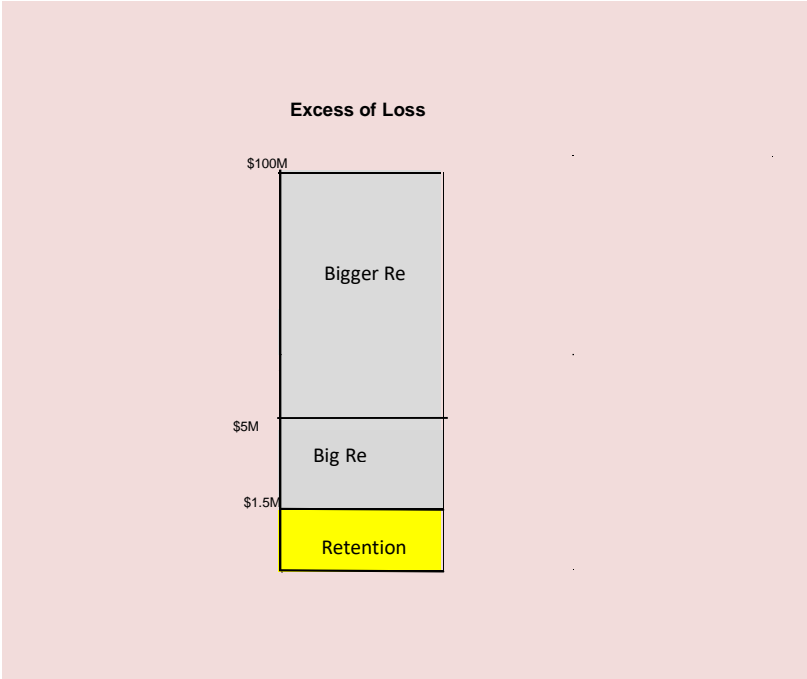 Excess of Loss
$100M
Bigger Re
$5M
Big Re
$1.5M
Retention